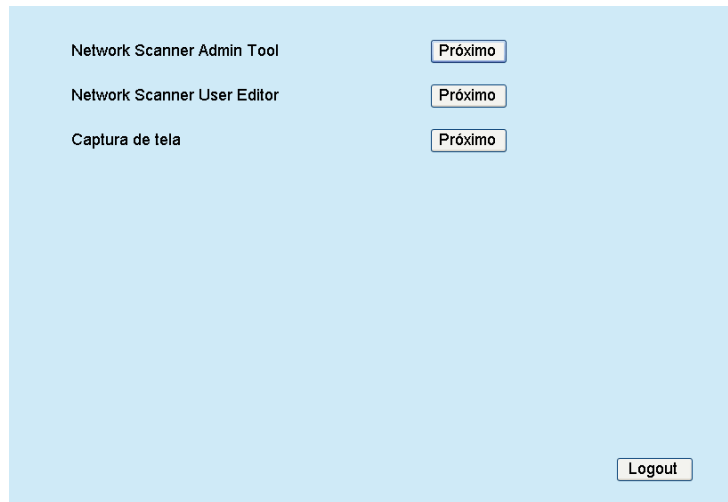 Network Scanner Admin Tool Próximo
Network Scanner User Editor Próximo
Captura de tela Próximo
Logout